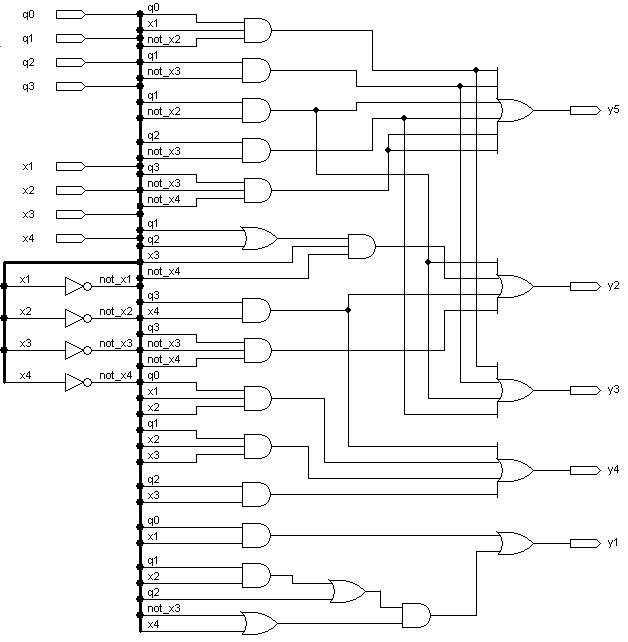 q0
q1
q2
q3
x1
x2
x3
x4
x1
not_x1
x2
not_x2
x3
not_x3
x4
not_x4
q0
x1
not_x2
q1
not_x3
q1
not_x2
q2
not_x3
q3
not_x3
not_x4
q1
q2
x3
not_x4
q3
x4
q3
not_x3
not_x4
q0
x1
x2
q1
x2
x3
q2
x3
q0
x1
q1
x2
q2
not_x3
x4
y5
y2
y3
y4
y1